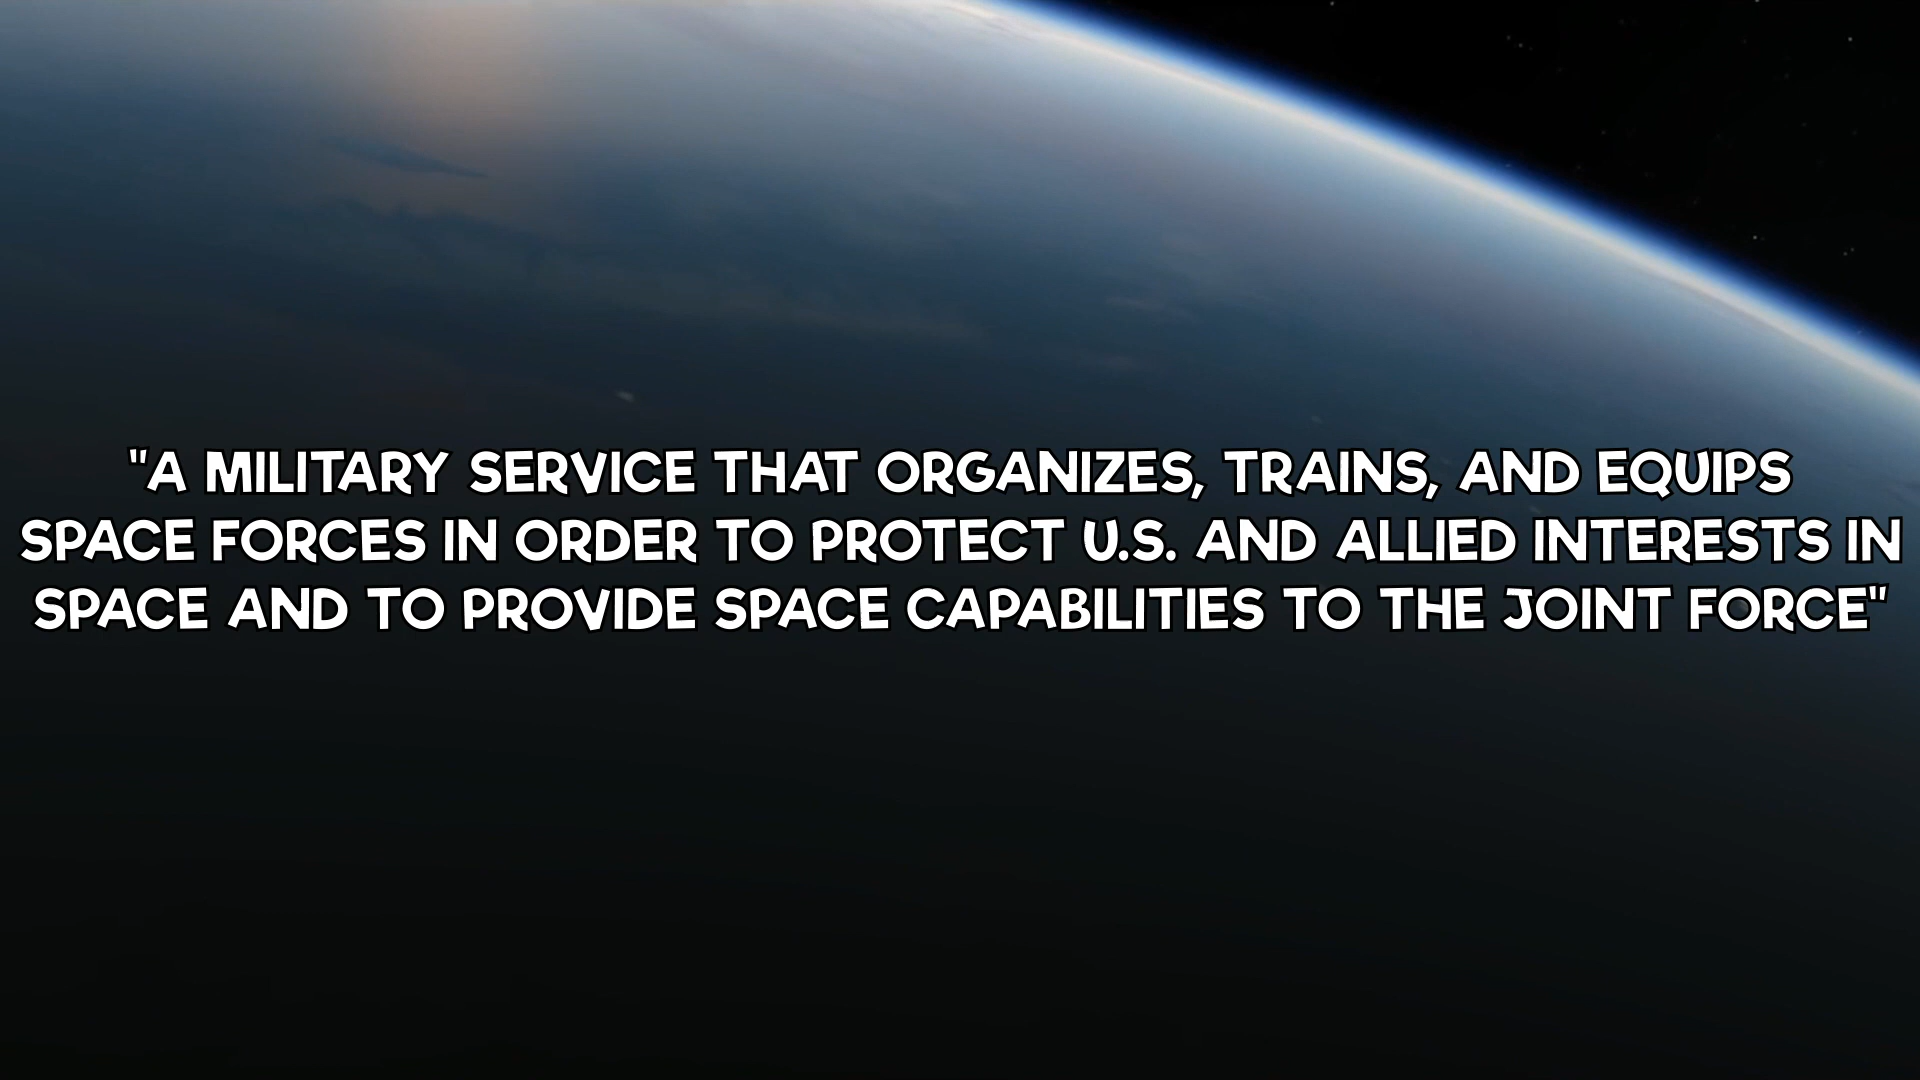 "A MILITARY SERVICE THAT ORGANIZES, TRAINS, AND EQUIPS
SPACE FORCES IN ORDER TO PROTECT U.S. AND ALLIED INTERESTS IN
SPACE AND TO PROVIDE SPACE CAPABILITIES TO THE JOINT FORCE"